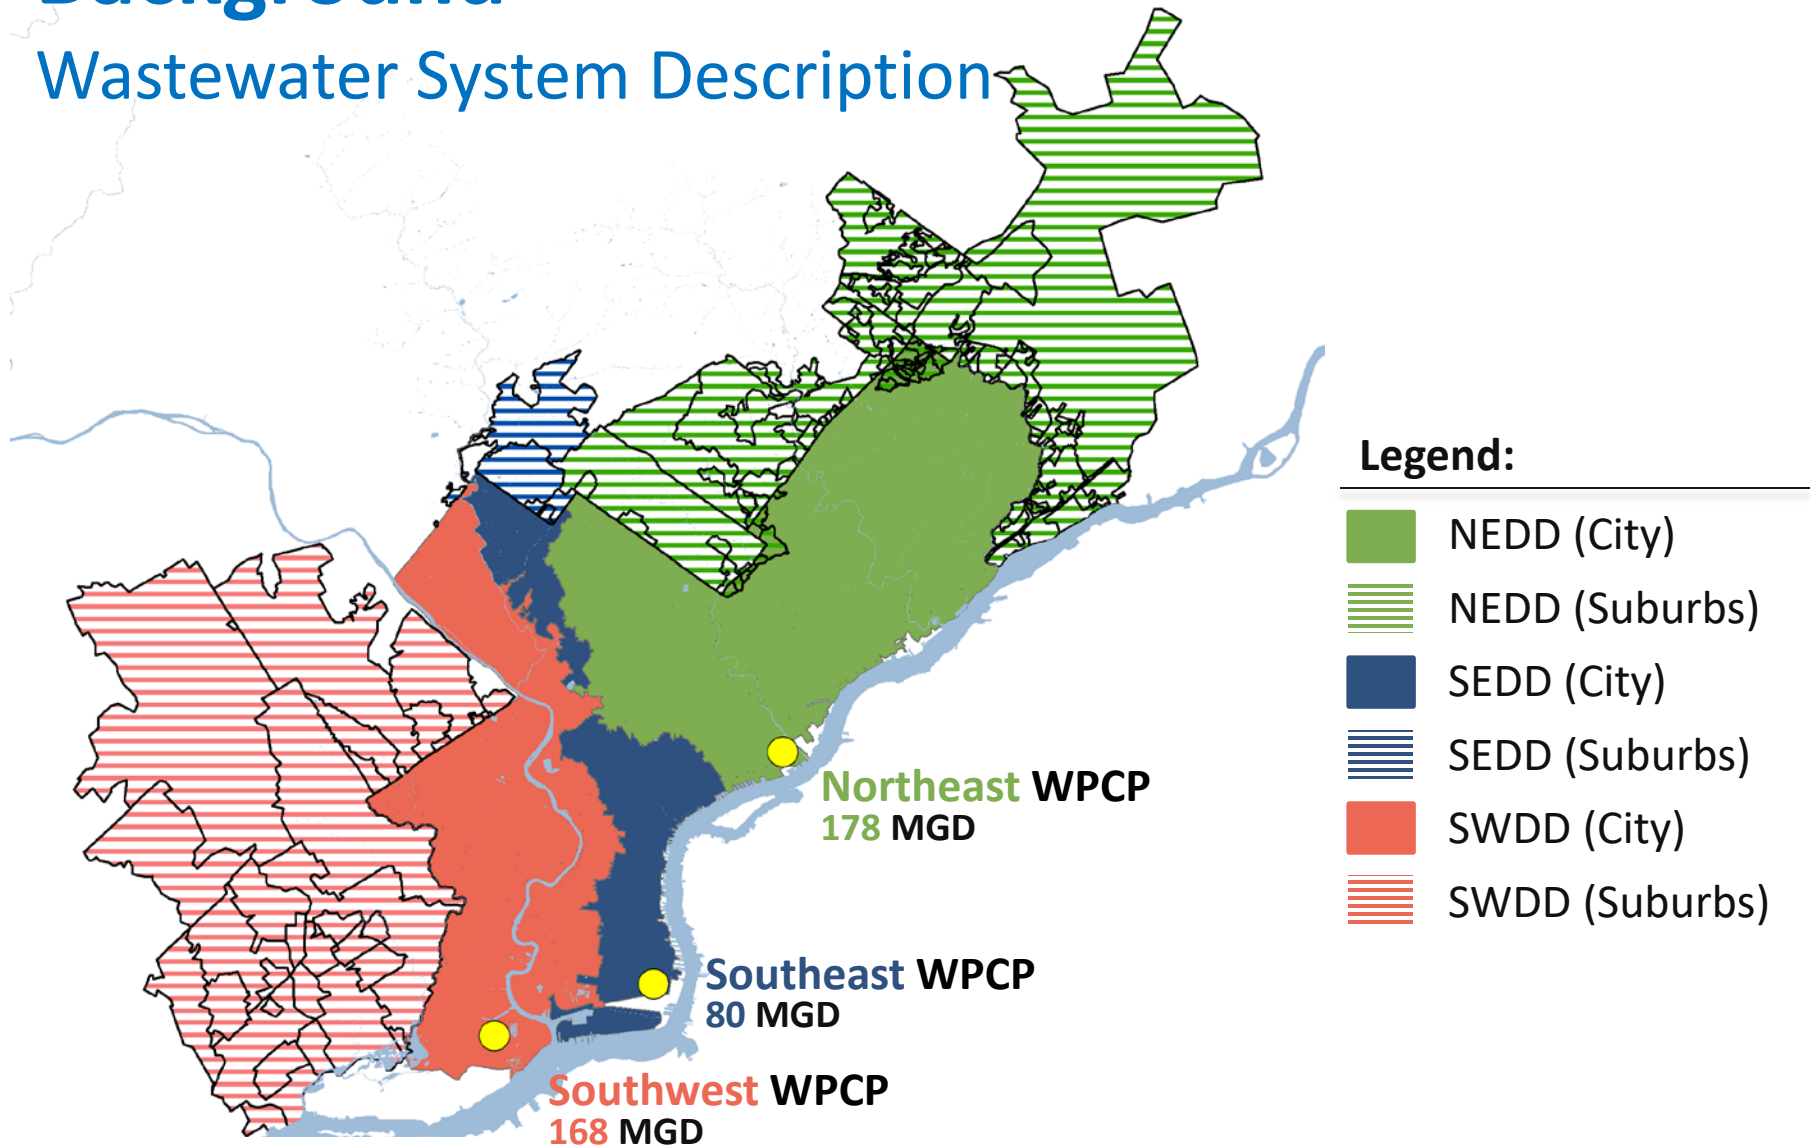 Background
Wastewater System Description
Legend:
NEDD (City)
NEDD (Suburbs)
SEDD (City)
SEDD (Suburbs)
SWDD (City)
SWDD (Suburbs)
Northeast WPCP
178 MGD
Southeast WPCP
80 MGD
Southwest WPCP
168 MGD